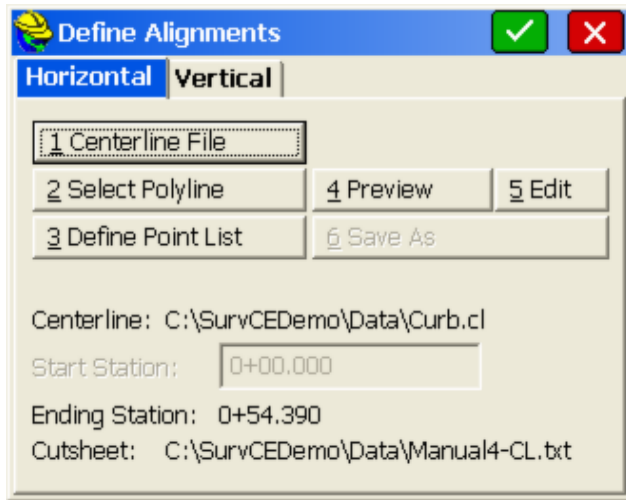 Define Alignments
Horizontal Vertical
1 Centerline File
2 Select Polyline 4 Preview 5 Edit
3 Define Point List 6 Save As
Centerline: C:\SurvCEDemo\Data\Curb.cl
Start Station: 0+00.000
Ending Station: 0+54.390
Cutsheet: C:\SurvCEDemo\Data\Manual4-CL.txt